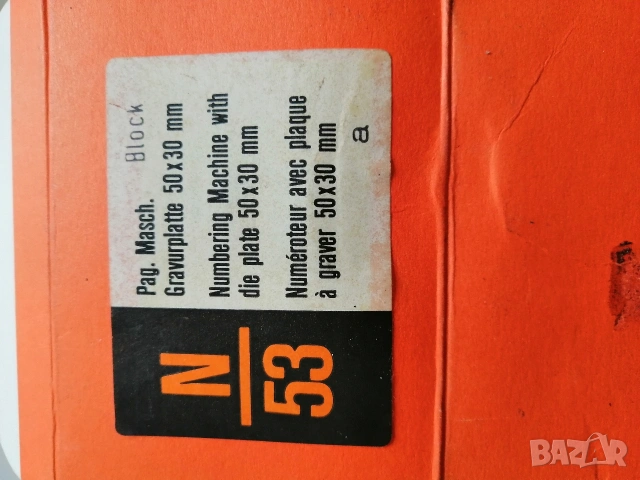 N/53
Pag. Masch. Block
Gravurplatte 50x30 mm
Numbering Machine with
die plate 50x30 mm
Numéroteur avec plaque
à graver 50x30 mm
a
BAZAR